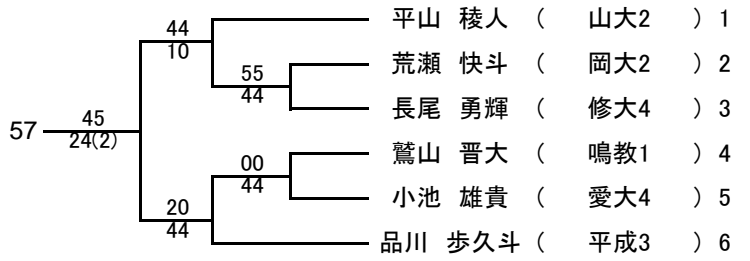 平山 稜人 ( 山大2 ) 1
44
10
荒瀬 快斗 ( 岡大2 ) 2
55
44
長尾 勇輝 ( 修大4 ) 3
57
45
24(2)
鷲山 晋大 ( 鳴教1 ) 4
00
44
小池 雄貴 ( 愛大4 ) 5
20
44
品川 歩久斗 ( 平成3 ) 6